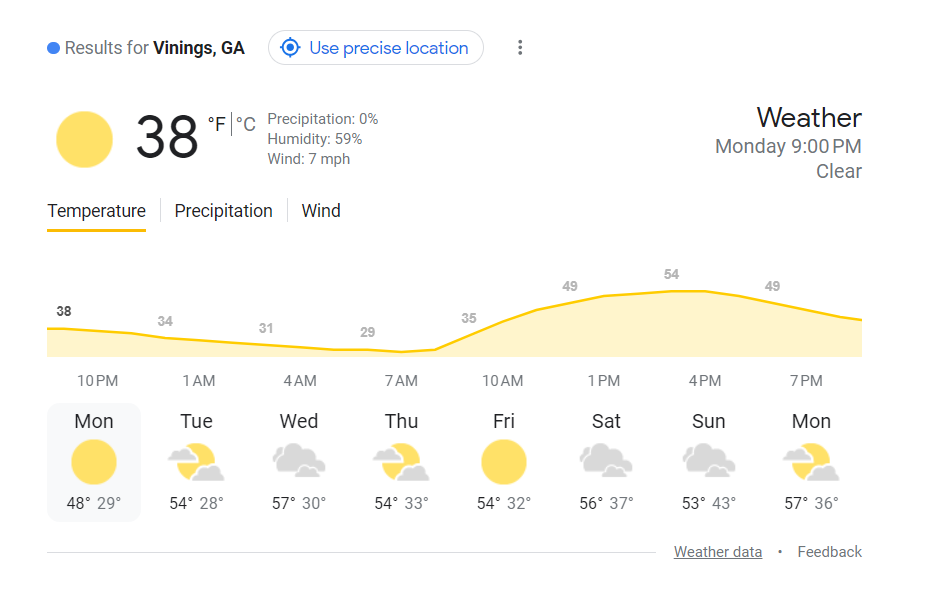 Results for Vinings, GA Use precise location
38 °F °C
Precipitation: 0%
Humidity: 59%
Wind: 7 mph
Weather
Monday 9:00 PM
Clear
Temperature Precipitation Wind
38 34 31 29 35 49 54 49
10 PM 1 AM 4 AM 7 AM 10 AM 1 PM 4 PM 7 PM
Mon Tue Wed Thu Fri Sat Sun Mon
48° 29° 54° 28° 57° 30° 54° 33° 54° 32° 56° 37° 53° 43° 57° 36°
Weather data • Feedback